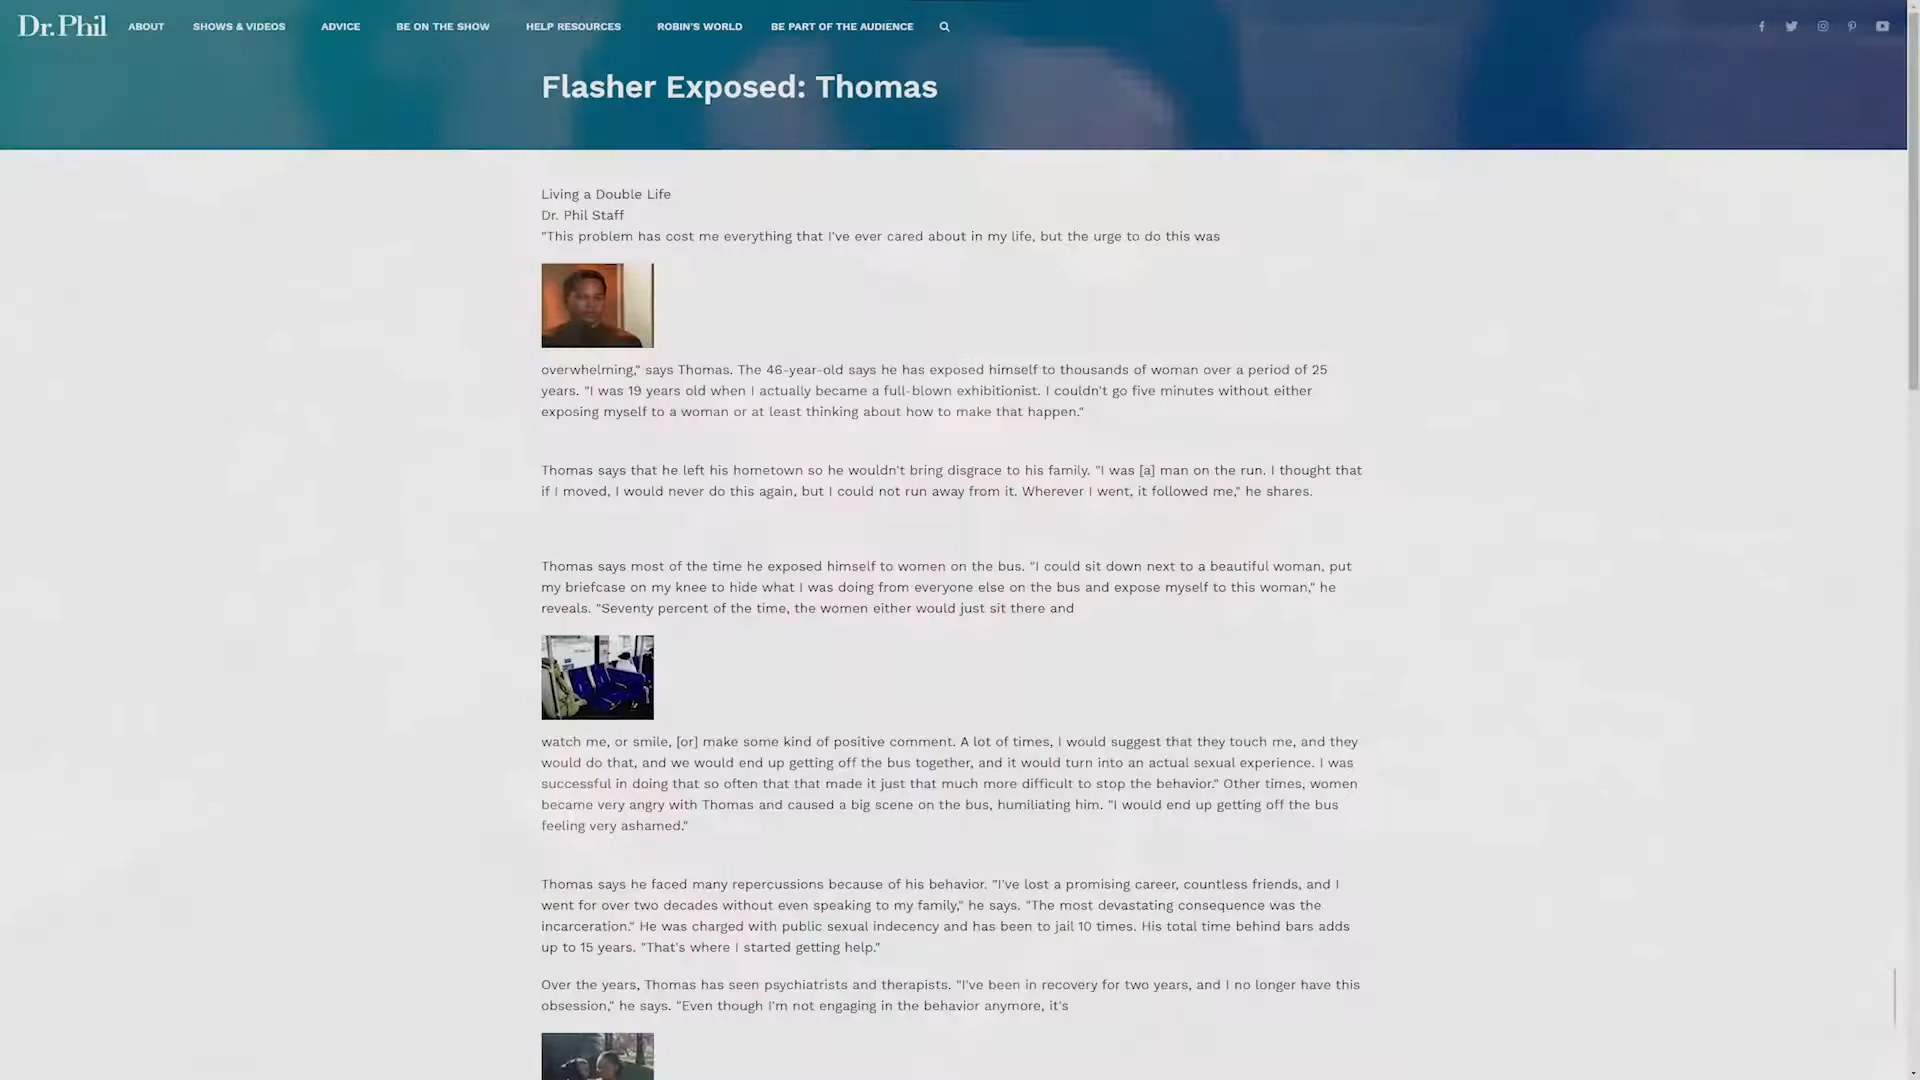 Dr.Phil ABOUT SHOWS & VIDEOS ADVICE BE ON THE SHOW HELP RESOURCES ROBIN'S WORLD BE PART OF THE AUDIENCE
Flasher Exposed: Thomas
Living a Double Life
Dr. Phil Staff
"This problem has cost me everything that I've ever cared about in my life, but the urge to do this was
overwhelming," says Thomas. The 46-year-old says he has exposed himself to thousands of woman over a period of 25
years. "I was 19 years old when I actually became a full-blown exhibitionist. I couldn't go five minutes without either
exposing myself to a woman or at least thinking about how to make that happen."
Thomas says that he left his hometown so he wouldn't bring disgrace to his family. "I was [a] man on the run. I thought that
if I moved, I would never do this again, but I could not run away from it. Wherever I went, it followed me," he shares.
Thomas says most of the time he exposed himself to women on the bus. "I could sit down next to a beautiful woman, put
my briefcase on my knee to hide what I was doing from everyone else on the bus and expose myself to this woman," he
reveals. "Seventy percent of the time, the women either would just sit there and
watch me, or smile, [or] make some kind of positive comment. A lot of times, I would suggest that they touch me, and they
would do that, and we would end up getting off the bus together, and it would turn into an actual sexual experience. I was
successful in doing that so often that that made it just that much more difficult to stop the behavior." Other times, women
became very angry with Thomas and caused a big scene on the bus, humiliating him. "I would end up getting off the bus
feeling very ashamed."
Thomas says he faced many repercussions because of his behavior. "I've lost a promising career, countless friends, and I
went for over two decades without even speaking to my family," he says. "The most devastating consequence was the
incarceration." He was charged with public sexual indecency and has been to jail 10 times. His total time behind bars adds
up to 15 years. "That's where I started getting help."
Over the years, Thomas has seen psychiatrists and therapists. "I've been in recovery for two years, and I no longer have this
obsession," he says. "Even though I'm not engaging in the behavior anymore, it's